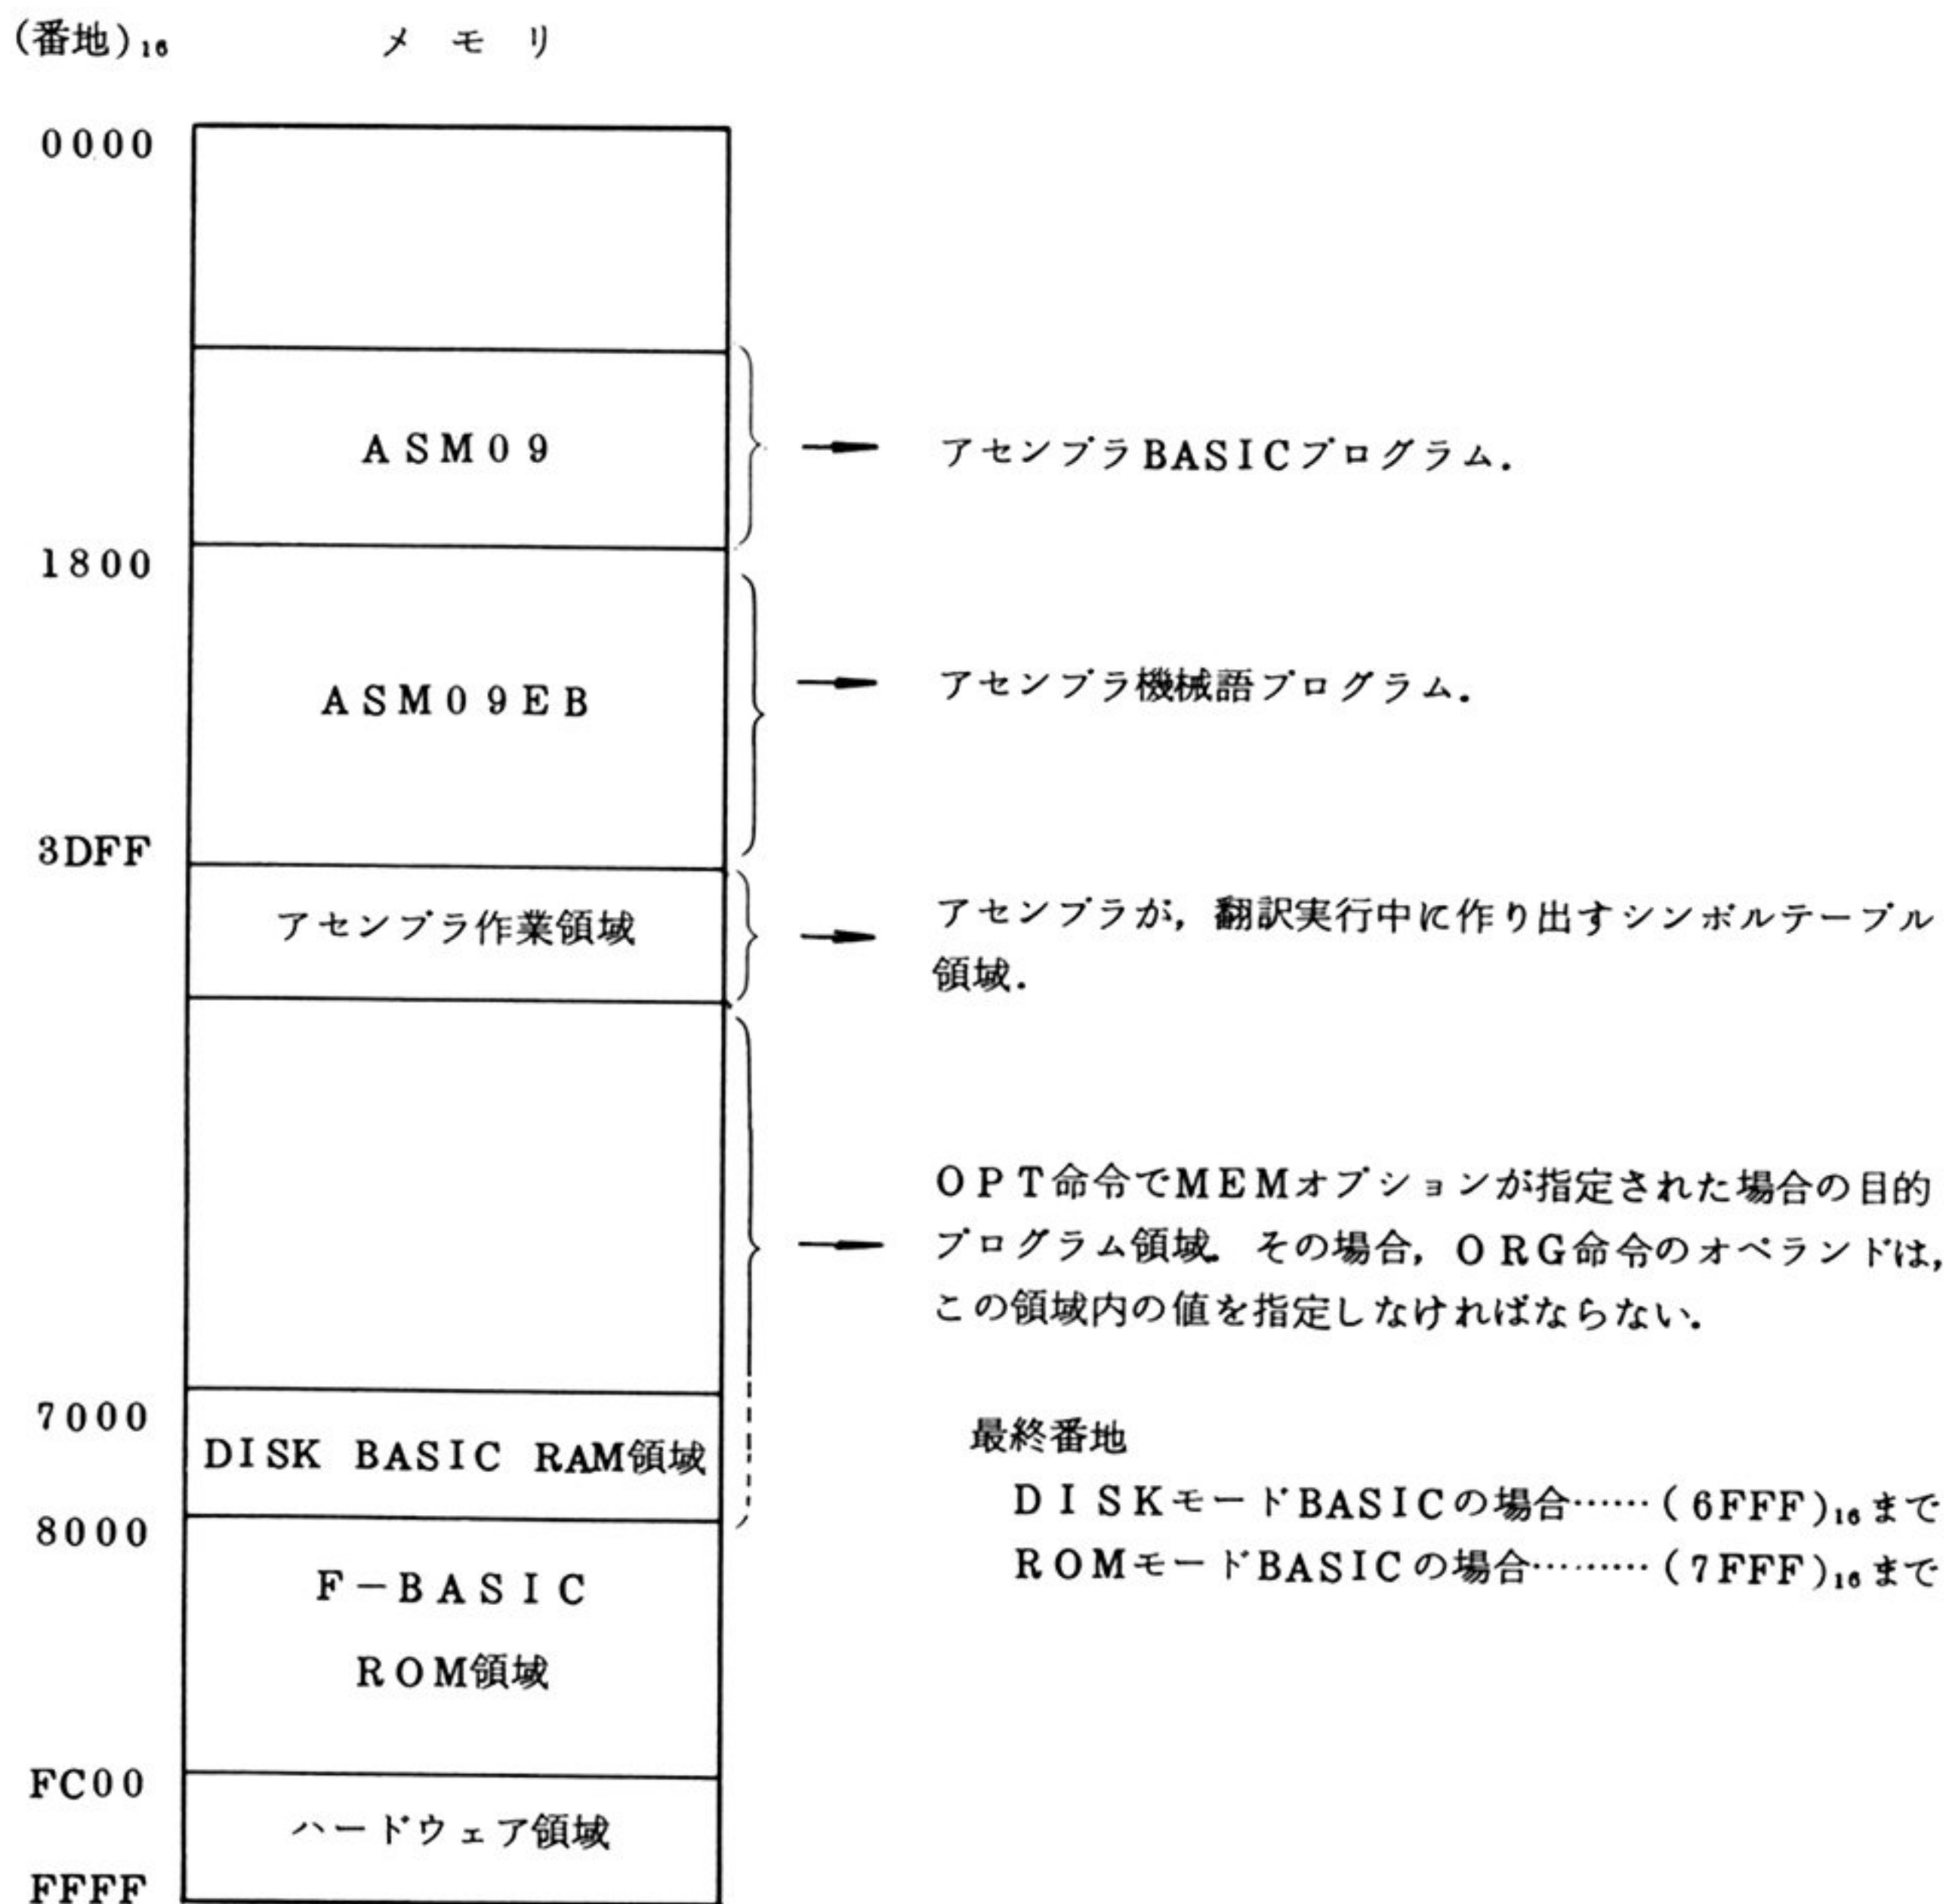 (番地)₁₆ メモリ
0000
ASM09
アセンブラBASICプログラム.
1800
ASM09EB
アセンブラ機械語プログラム.
3DFF
アセンブラ作業領域
アセンブラが, 翻訳実行中に作り出すシンボルテーブル
領域.
OPT命令でMEMオプションが指定された場合の目的
プログラム領域. その場合, ORG命令のオペランドは,
この領域内の値を指定しなければならない.
7000
DISK BASIC RAM領域
最終番地
DISKモードBASICの場合……(6FFF)₁₆まで
8000
ROMモードBASICの場合………(7FFF)₁₆まで
F-BASIC
ROM領域
FC00
ハードウェア領域
FFFF